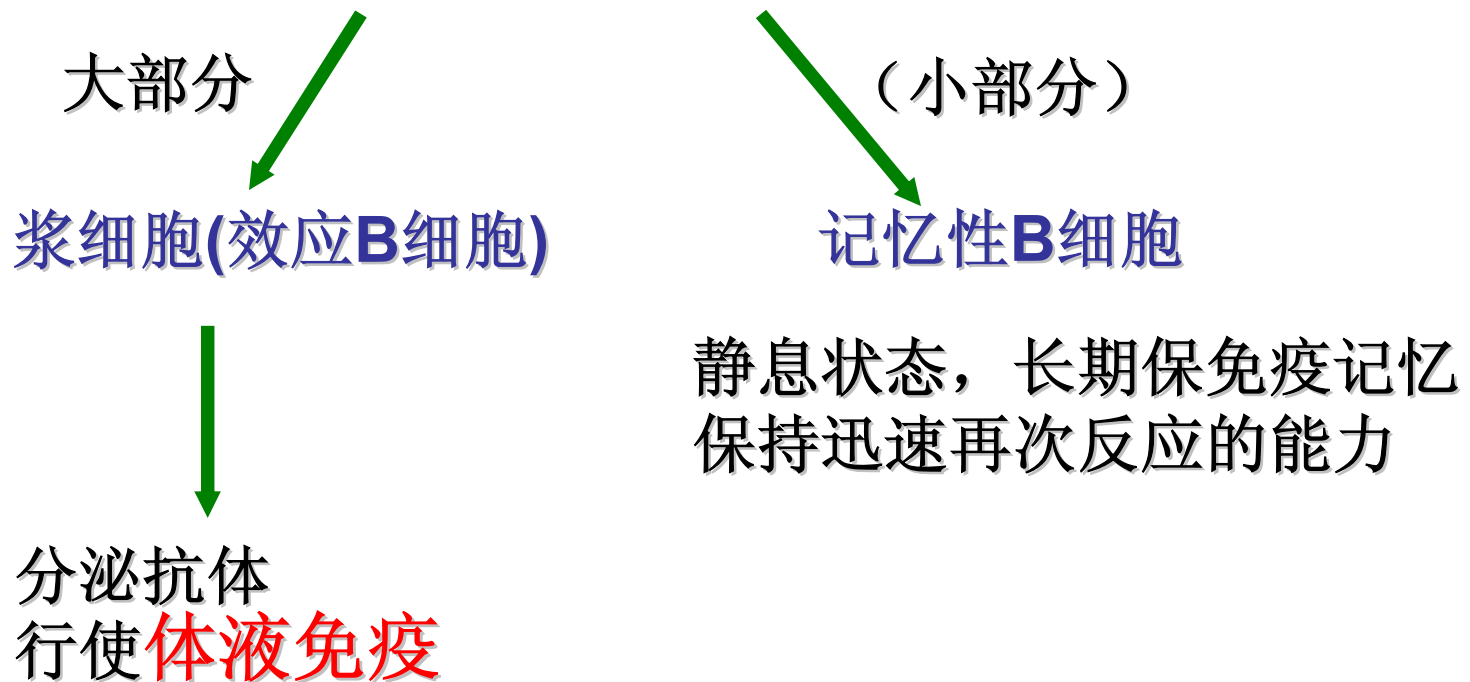 大部分
（小部分）
浆细胞(效应B细胞)
记忆性B细胞
静息状态，长期保免疫记忆
保持迅速再次反应的能力
分泌抗体
行使体液免疫